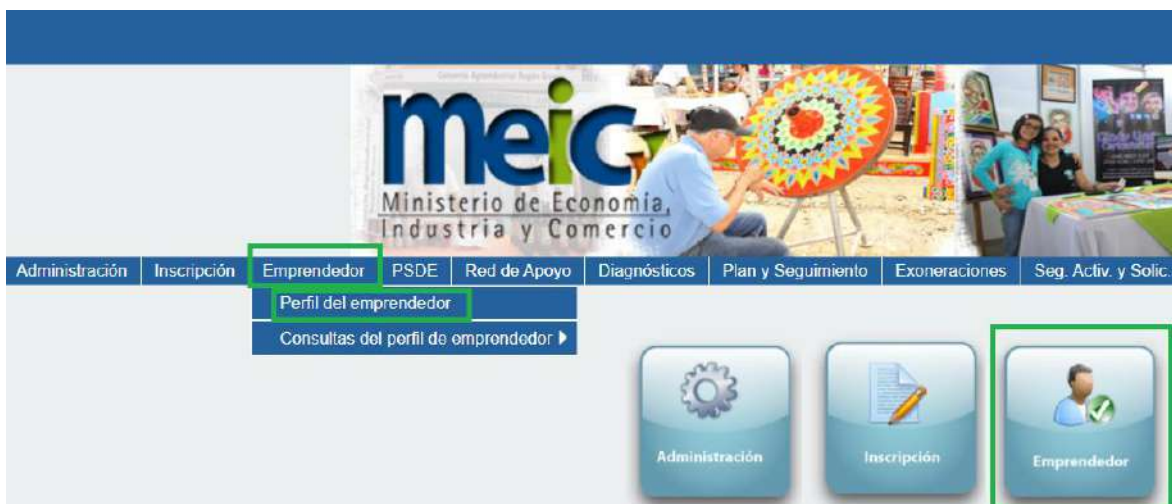 meic
Ministerio de Economía,
Industria y Comercio
Administración Inscripción Emprendedor PSDE Red de Apoyo Diagnósticos Plan y Seguimiento Exoneraciones Seg. Activ. y Solic.
Perfil del emprendedor
Consultas del perfil de emprendedor
Administración Inscripción Emprendedor